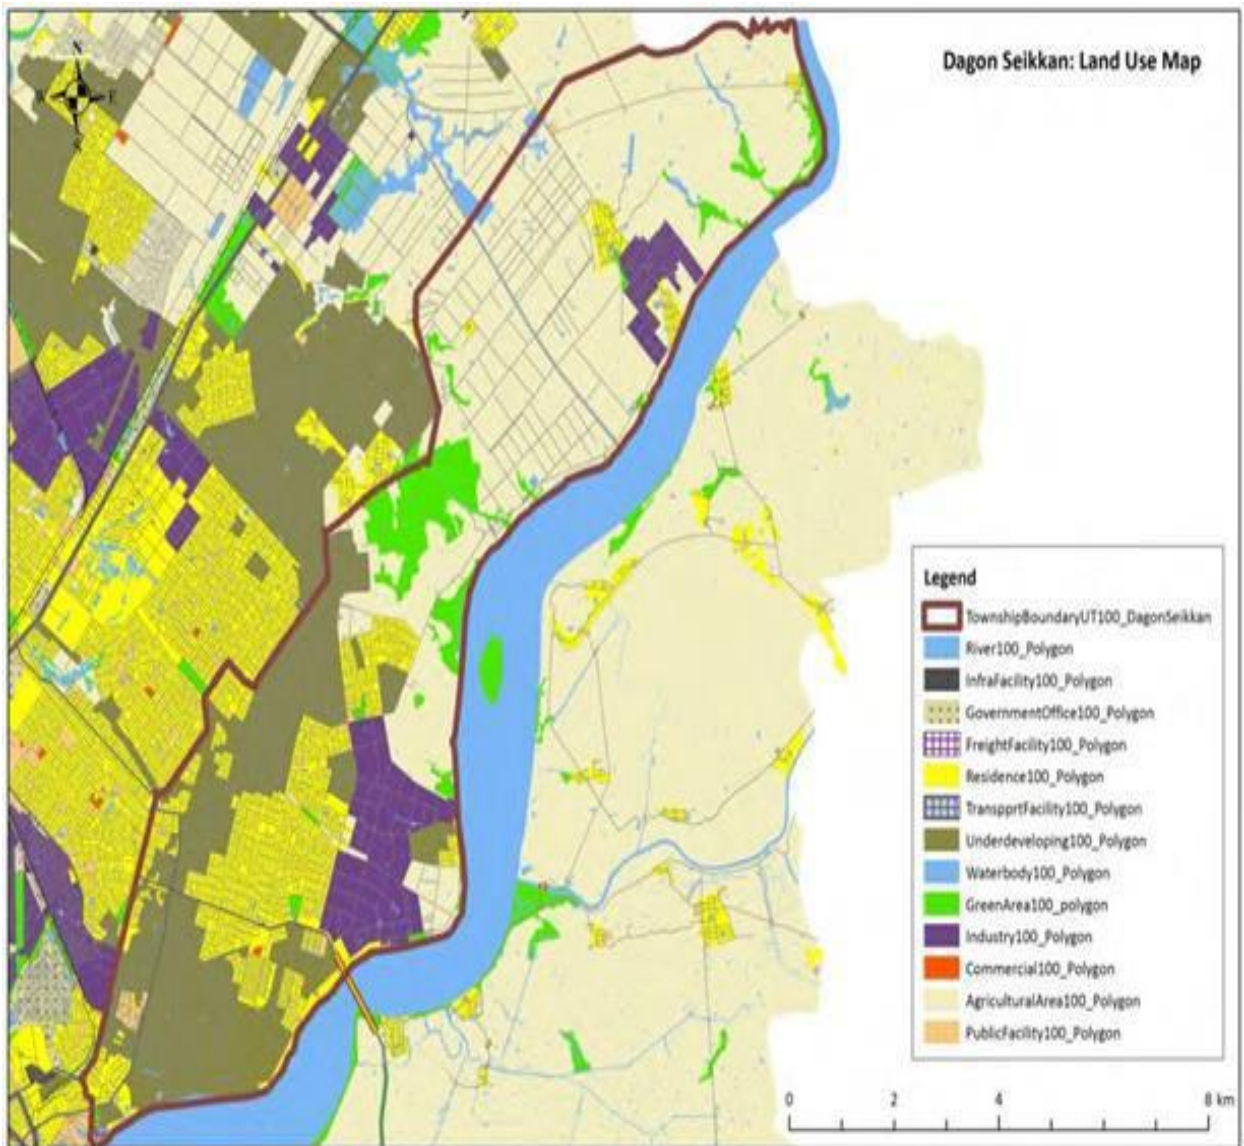 Dagon Seikkan: Land Use Map
N
E
Legend
TownshipBoundaryUT100_DagonSeikkan
River100_Polygon
InfraFacility100_Polygon
GovernmentOffice100_Polygon
FreightFacility100_Polygon
Residence100_Polygon
TranspprtFacility100_Polygon
Underdeveloping100_Polygon
Waterbody100_Polygon
GreenArea100_polygon
Industry100_Polygon
Commercial100_Polygon
AgriculturalArea100_Polygon
PublicFacility100_Polygon
0 2 4 8 km